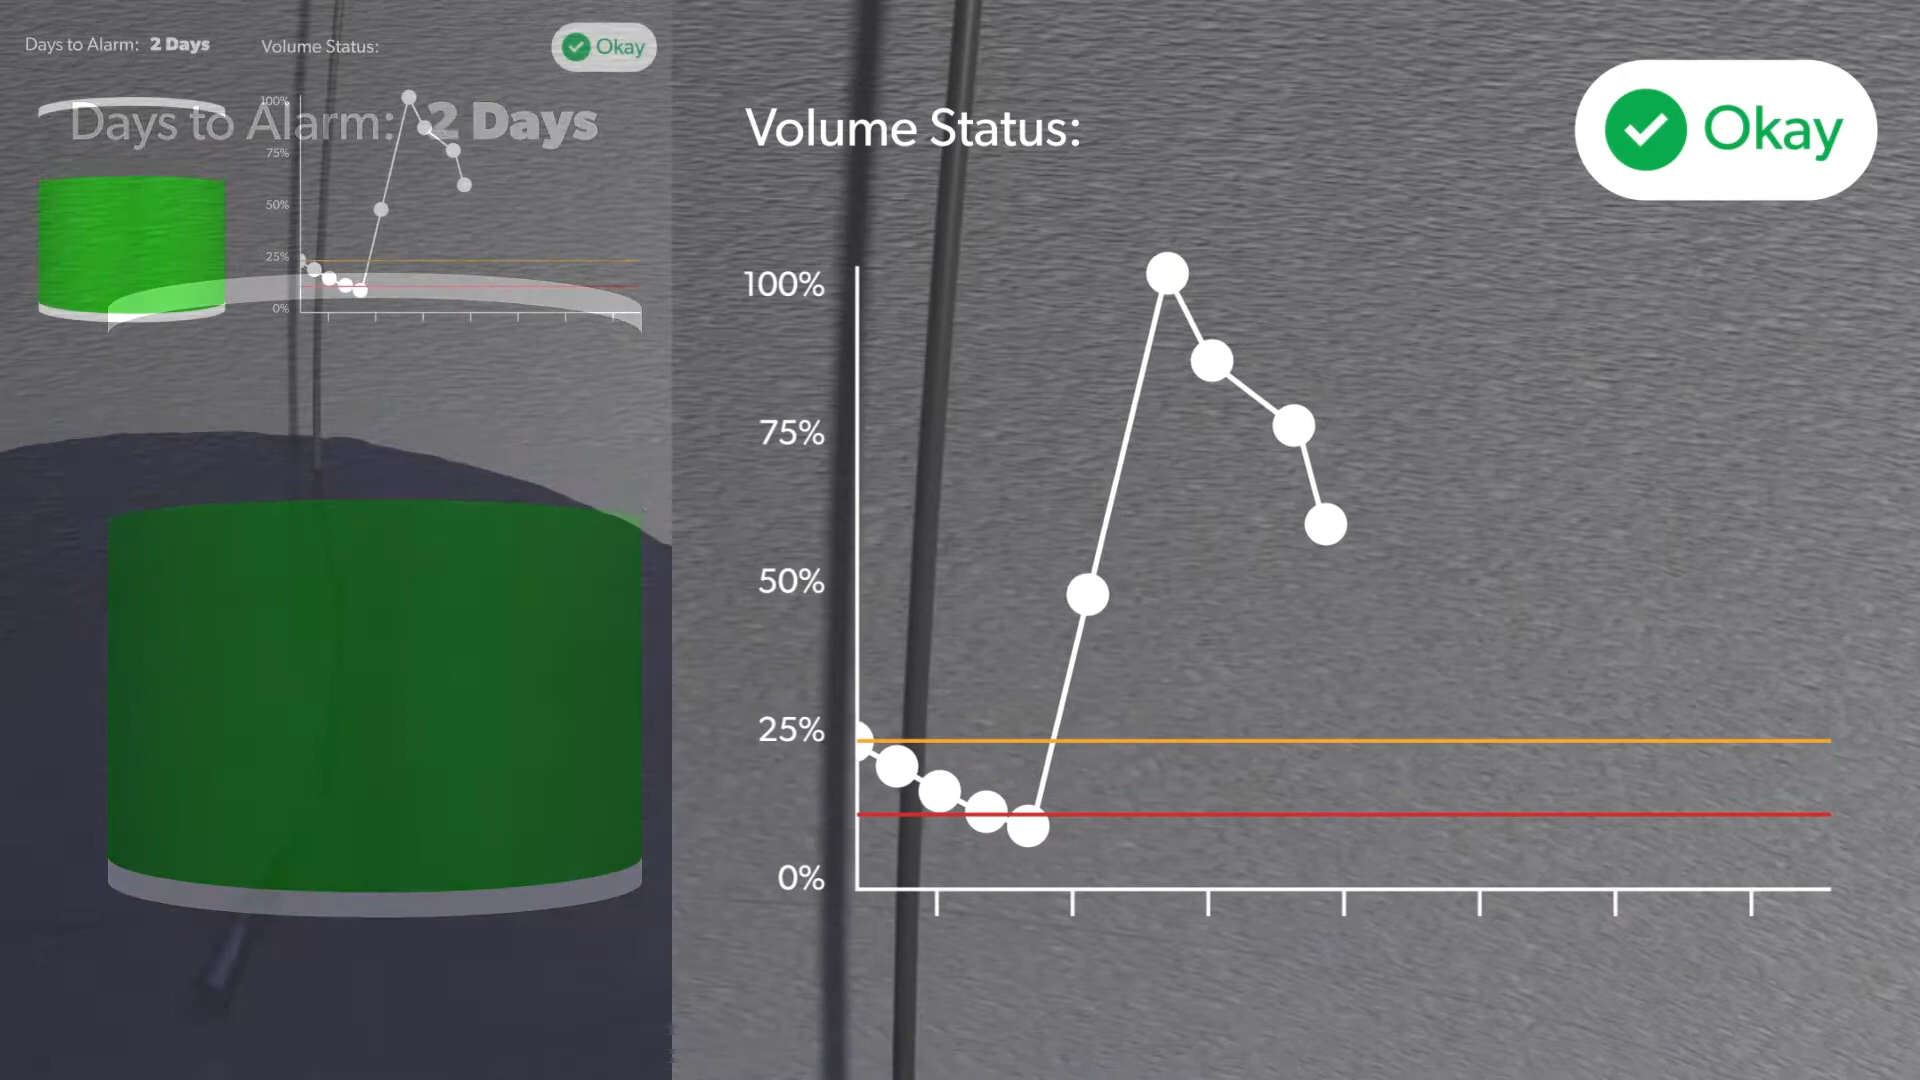 Days to Alarm: 2 Days
Volume Status:
Okay
100%
75%
50%
25%
0%
Days to Alarm: 2 Days
Volume Status:
Okay
100%
75%
50%
25%
0%